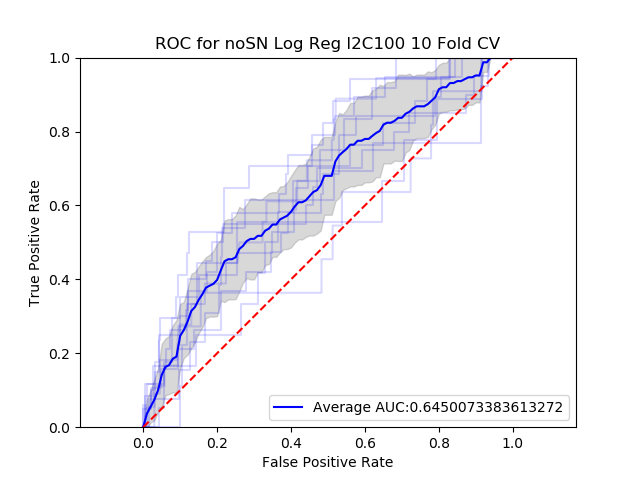 ROC for noSN Log Reg l2C100 10 Fold CV
1.0
0.8
0.6
0.4
0.2
0.0
True Positive Rate
Average AUC:0.6450073383613272
0.0 0.2 0.4 0.6 0.8 1.0
False Positive Rate